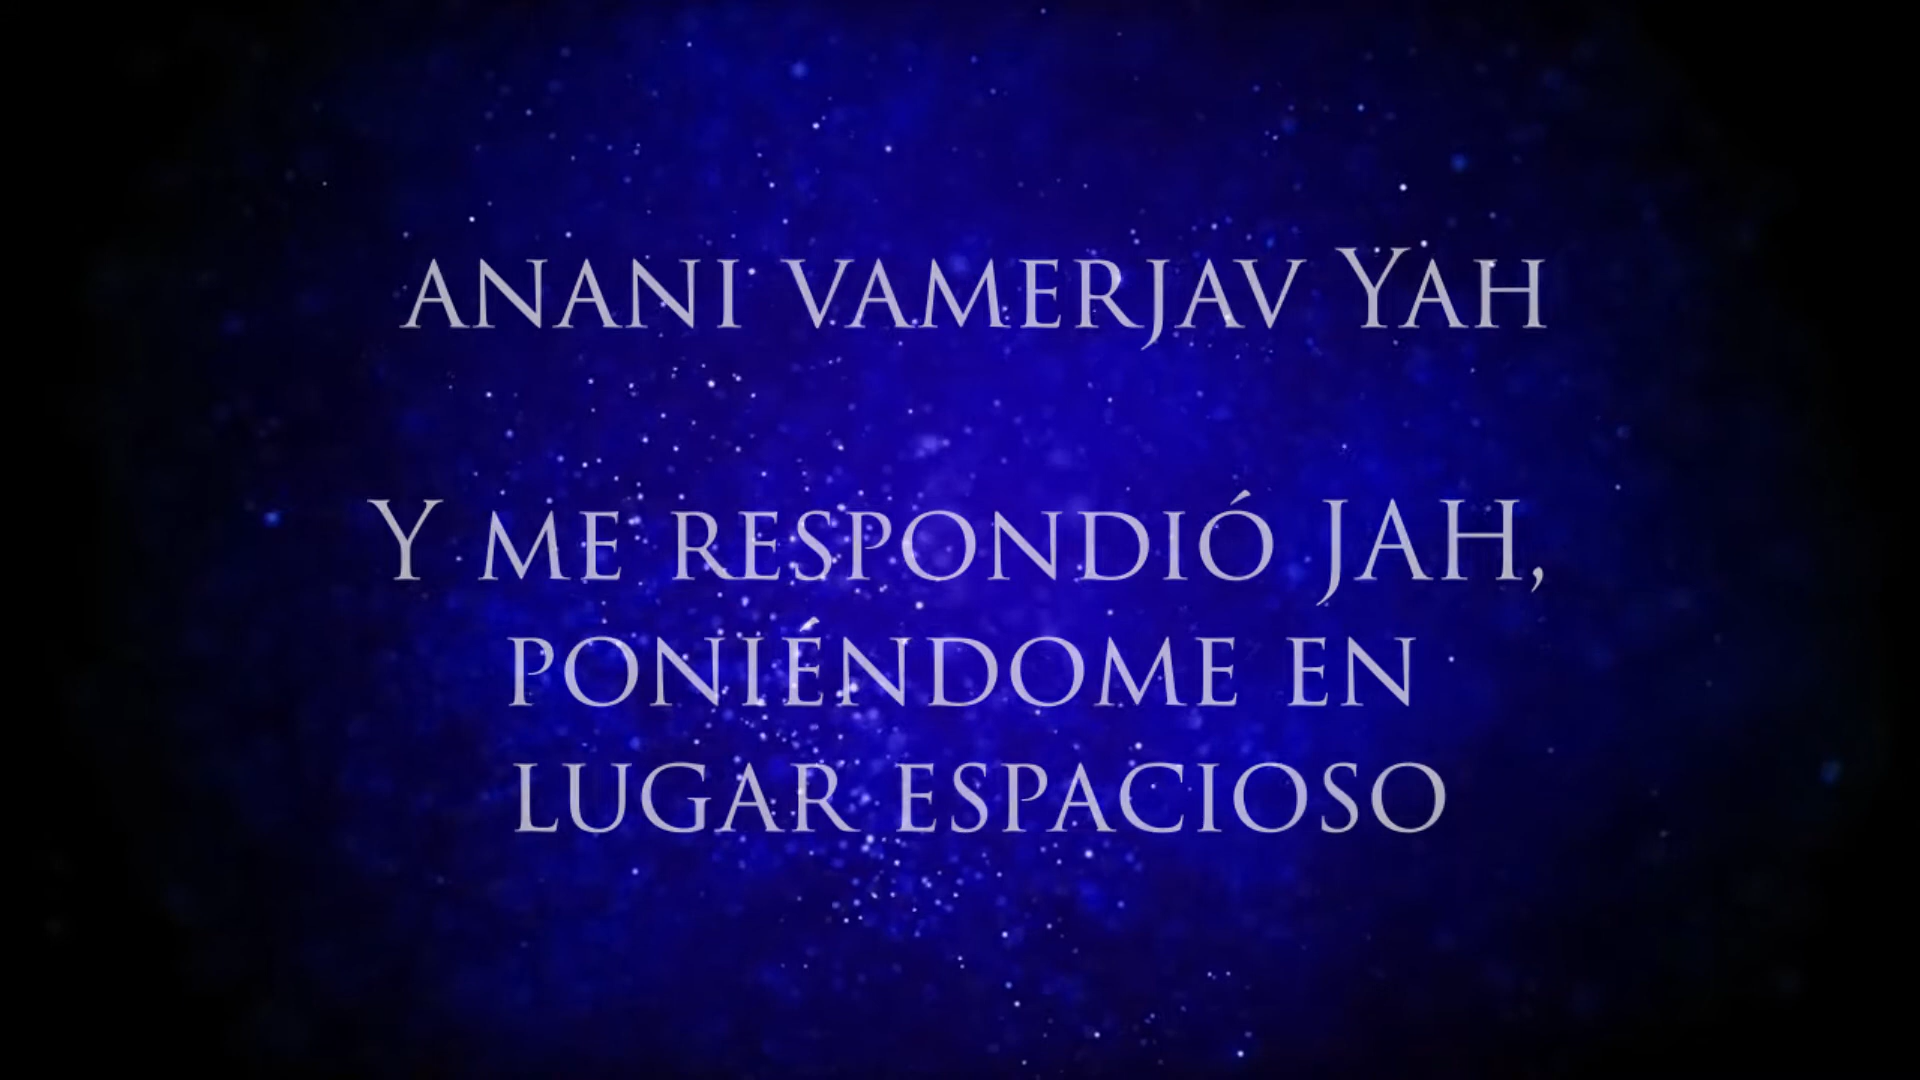 ANANI VAMERJAV YAH
Y ME RESPONDIÓ JAH,
PONIÉNDOME EN
LUGAR ESPACIOSO